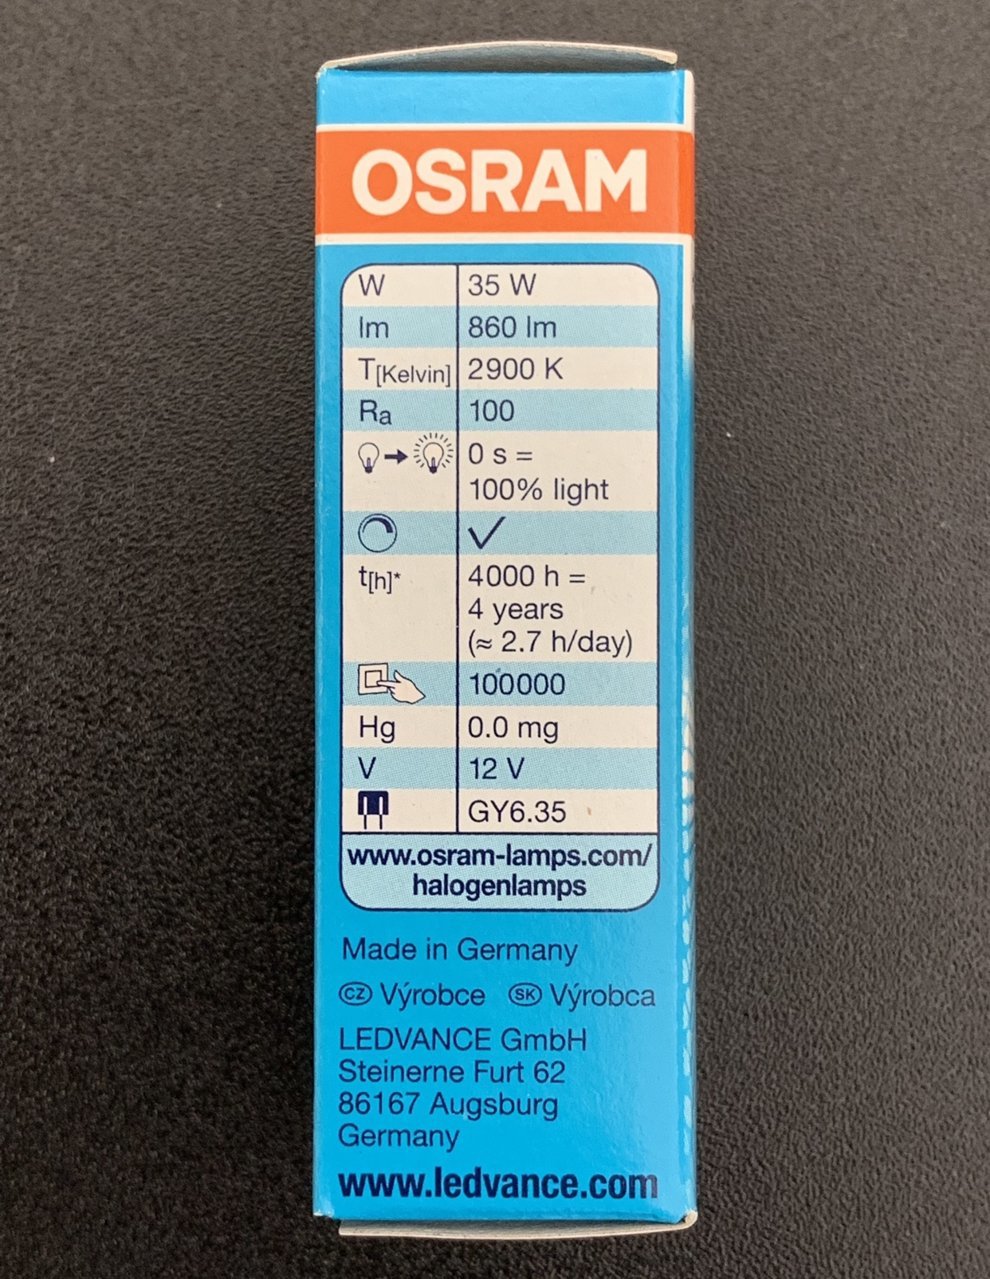 OSRAM
W 35 W
lm 860 lm
T[Kelvin] 2900 K
Ra 100
0 s =
100% light
✓
t[h]* 4000 h =
4 years
(≈ 2.7 h/day)
100000
Hg 0.0 mg
V 12 V
GY6.35
www.osram-lamps.com/
halogenlamps
Made in Germany
CZ Výrobce SK Výrobca
LEDVANCE GmbH
Steinerne Furt 62
86167 Augsburg
Germany
www.ledvance.com